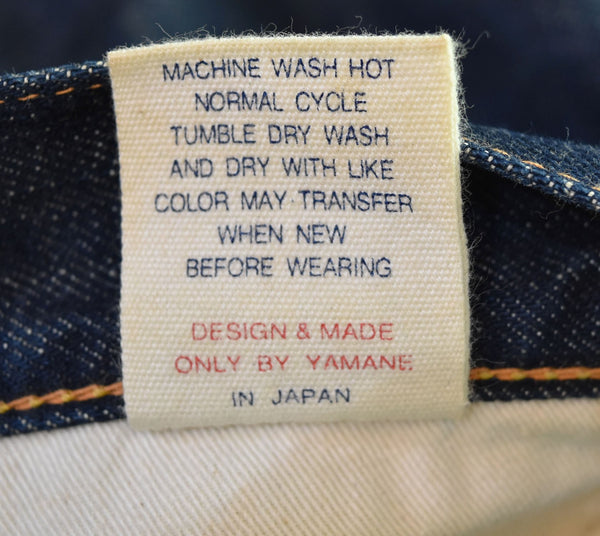 MACHINE WASH HOT
NORMAL CYCLE
TUMBLE DRY WASH
AND DRY WITH LIKE
COLOR MAY·TRANSFER
WHEN NEW
BEFORE WEARING
DESIGN & MADE
ONLY BY YAMANE
IN JAPAN